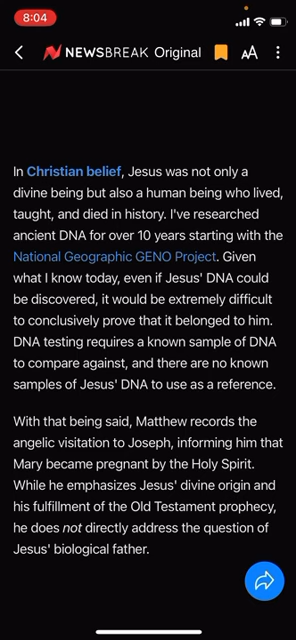 8:04
NEWSBREAK Original AA
In Christian belief, Jesus was not only a
divine being but also a human being who lived,
taught, and died in history. I've researched
ancient DNA for over 10 years starting with the
National Geographic GENO Project. Given
what I know today, even if Jesus' DNA could
be discovered, it would be extremely difficult
to conclusively prove that it belonged to him.
DNA testing requires a known sample of DNA
to compare against, and there are no known
samples of Jesus' DNA to use as a reference.
With that being said, Matthew records the
angelic visitation to Joseph, informing him that
Mary became pregnant by the Holy Spirit.
While he emphasizes Jesus' divine origin and
his fulfillment of the Old Testament prophecy,
he does not directly address the question of
Jesus' biological father.